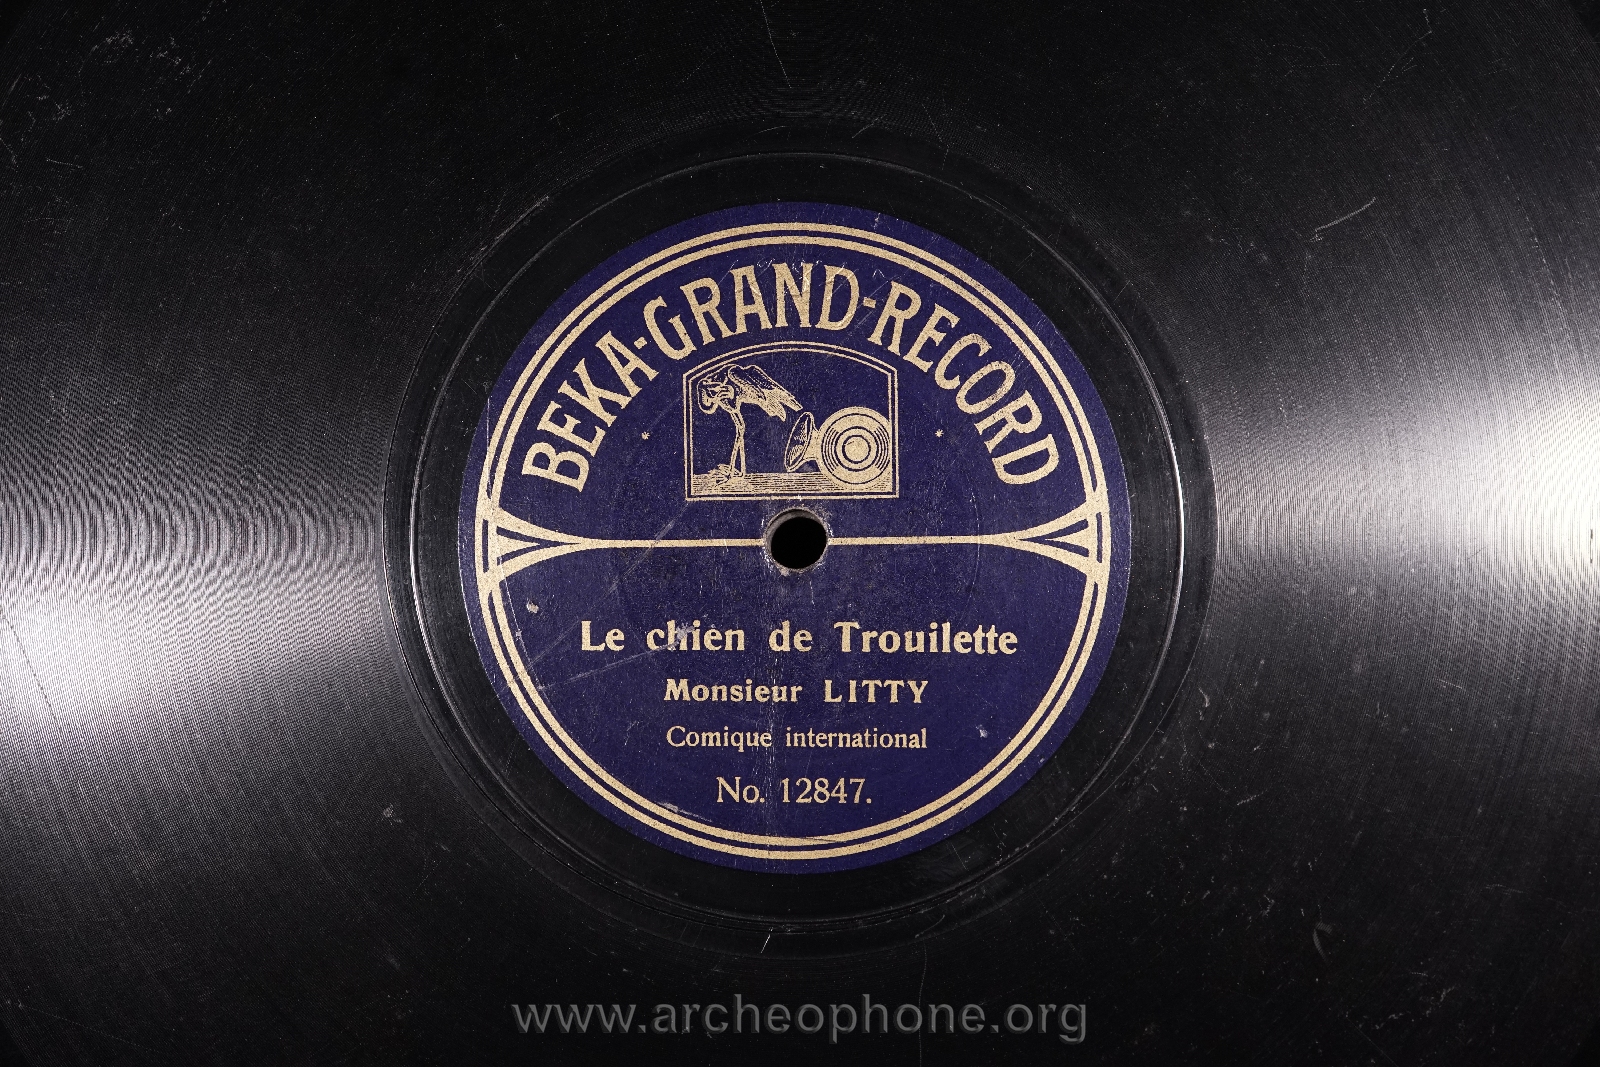 BEKA-GRAND-RECORD
Le chien de Trouilette
Monsieur LITTY
Comique international
No. 12847.
www.archeophone.org